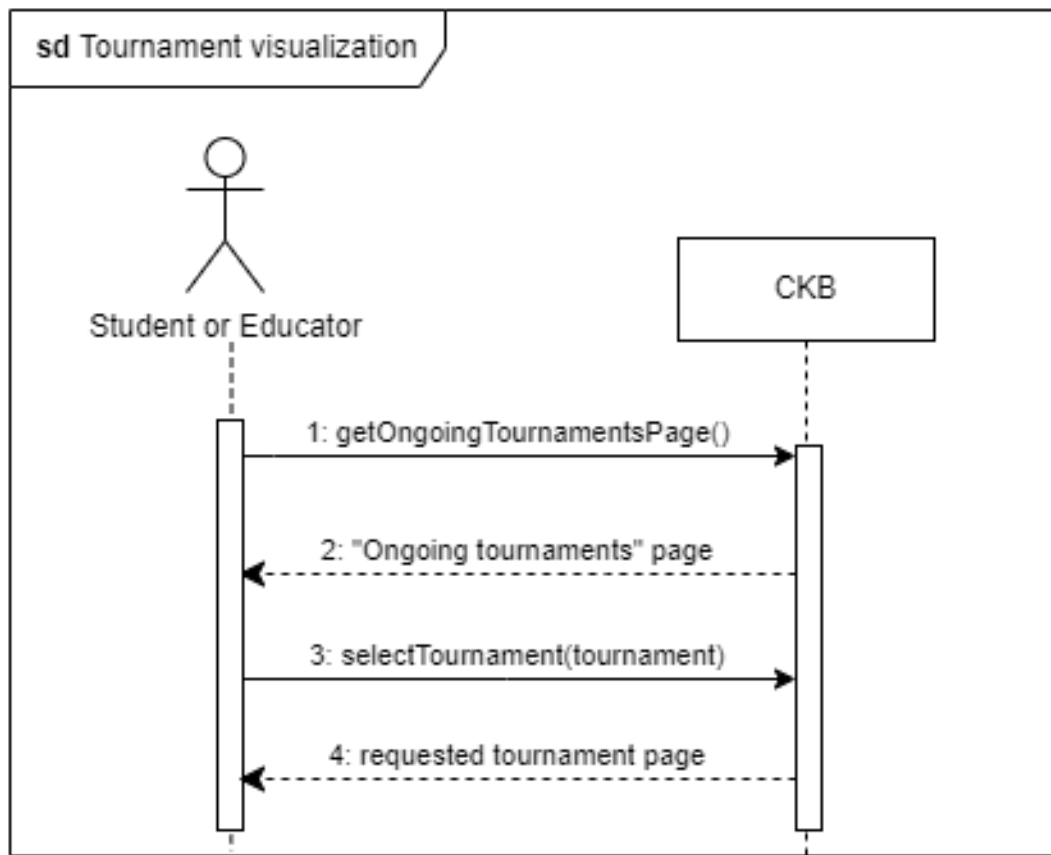 sd Tournament visualization
CKB
Student or Educator
1: getOngoingTournamentsPage()
2: "Ongoing tournaments" page
3: selectTournament(tournament)
4: requested tournament page